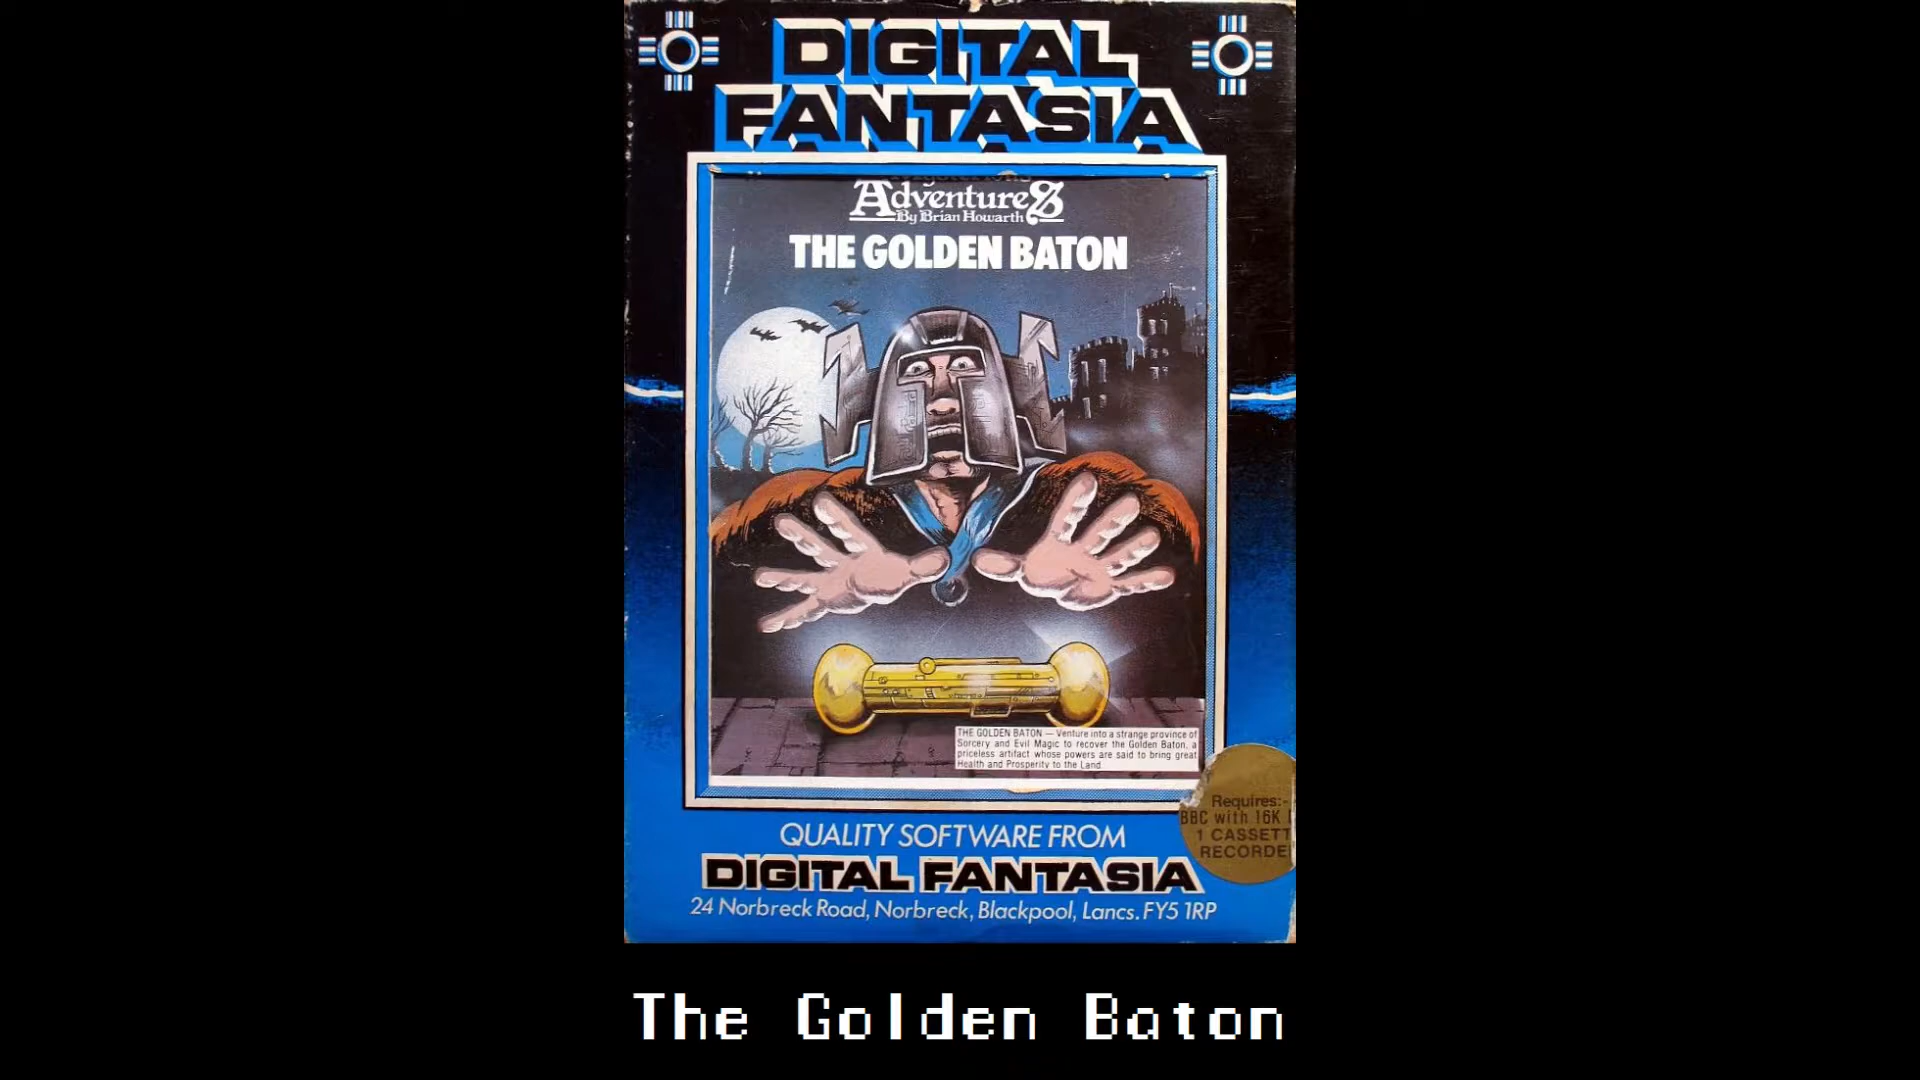 DIGITAL
FANTASIA
Mysterious
Adventures
By Brian Howarth
THE GOLDEN BATON
THE GOLDEN BATON — Venture into a strange province of
Sorcery and Evil Magic to recover the Golden Baton, a
priceless artifact whose powers are said to bring great
Health and Prosperity to the Land
Requires:-
BBC with 16K
1 CASSETT
RECORDE
QUALITY SOFTWARE FROM
DIGITAL FANTASIA
24 Norbreck Road, Norbreck, Blackpool, Lancs. FY5 1RP
The Golden Baton